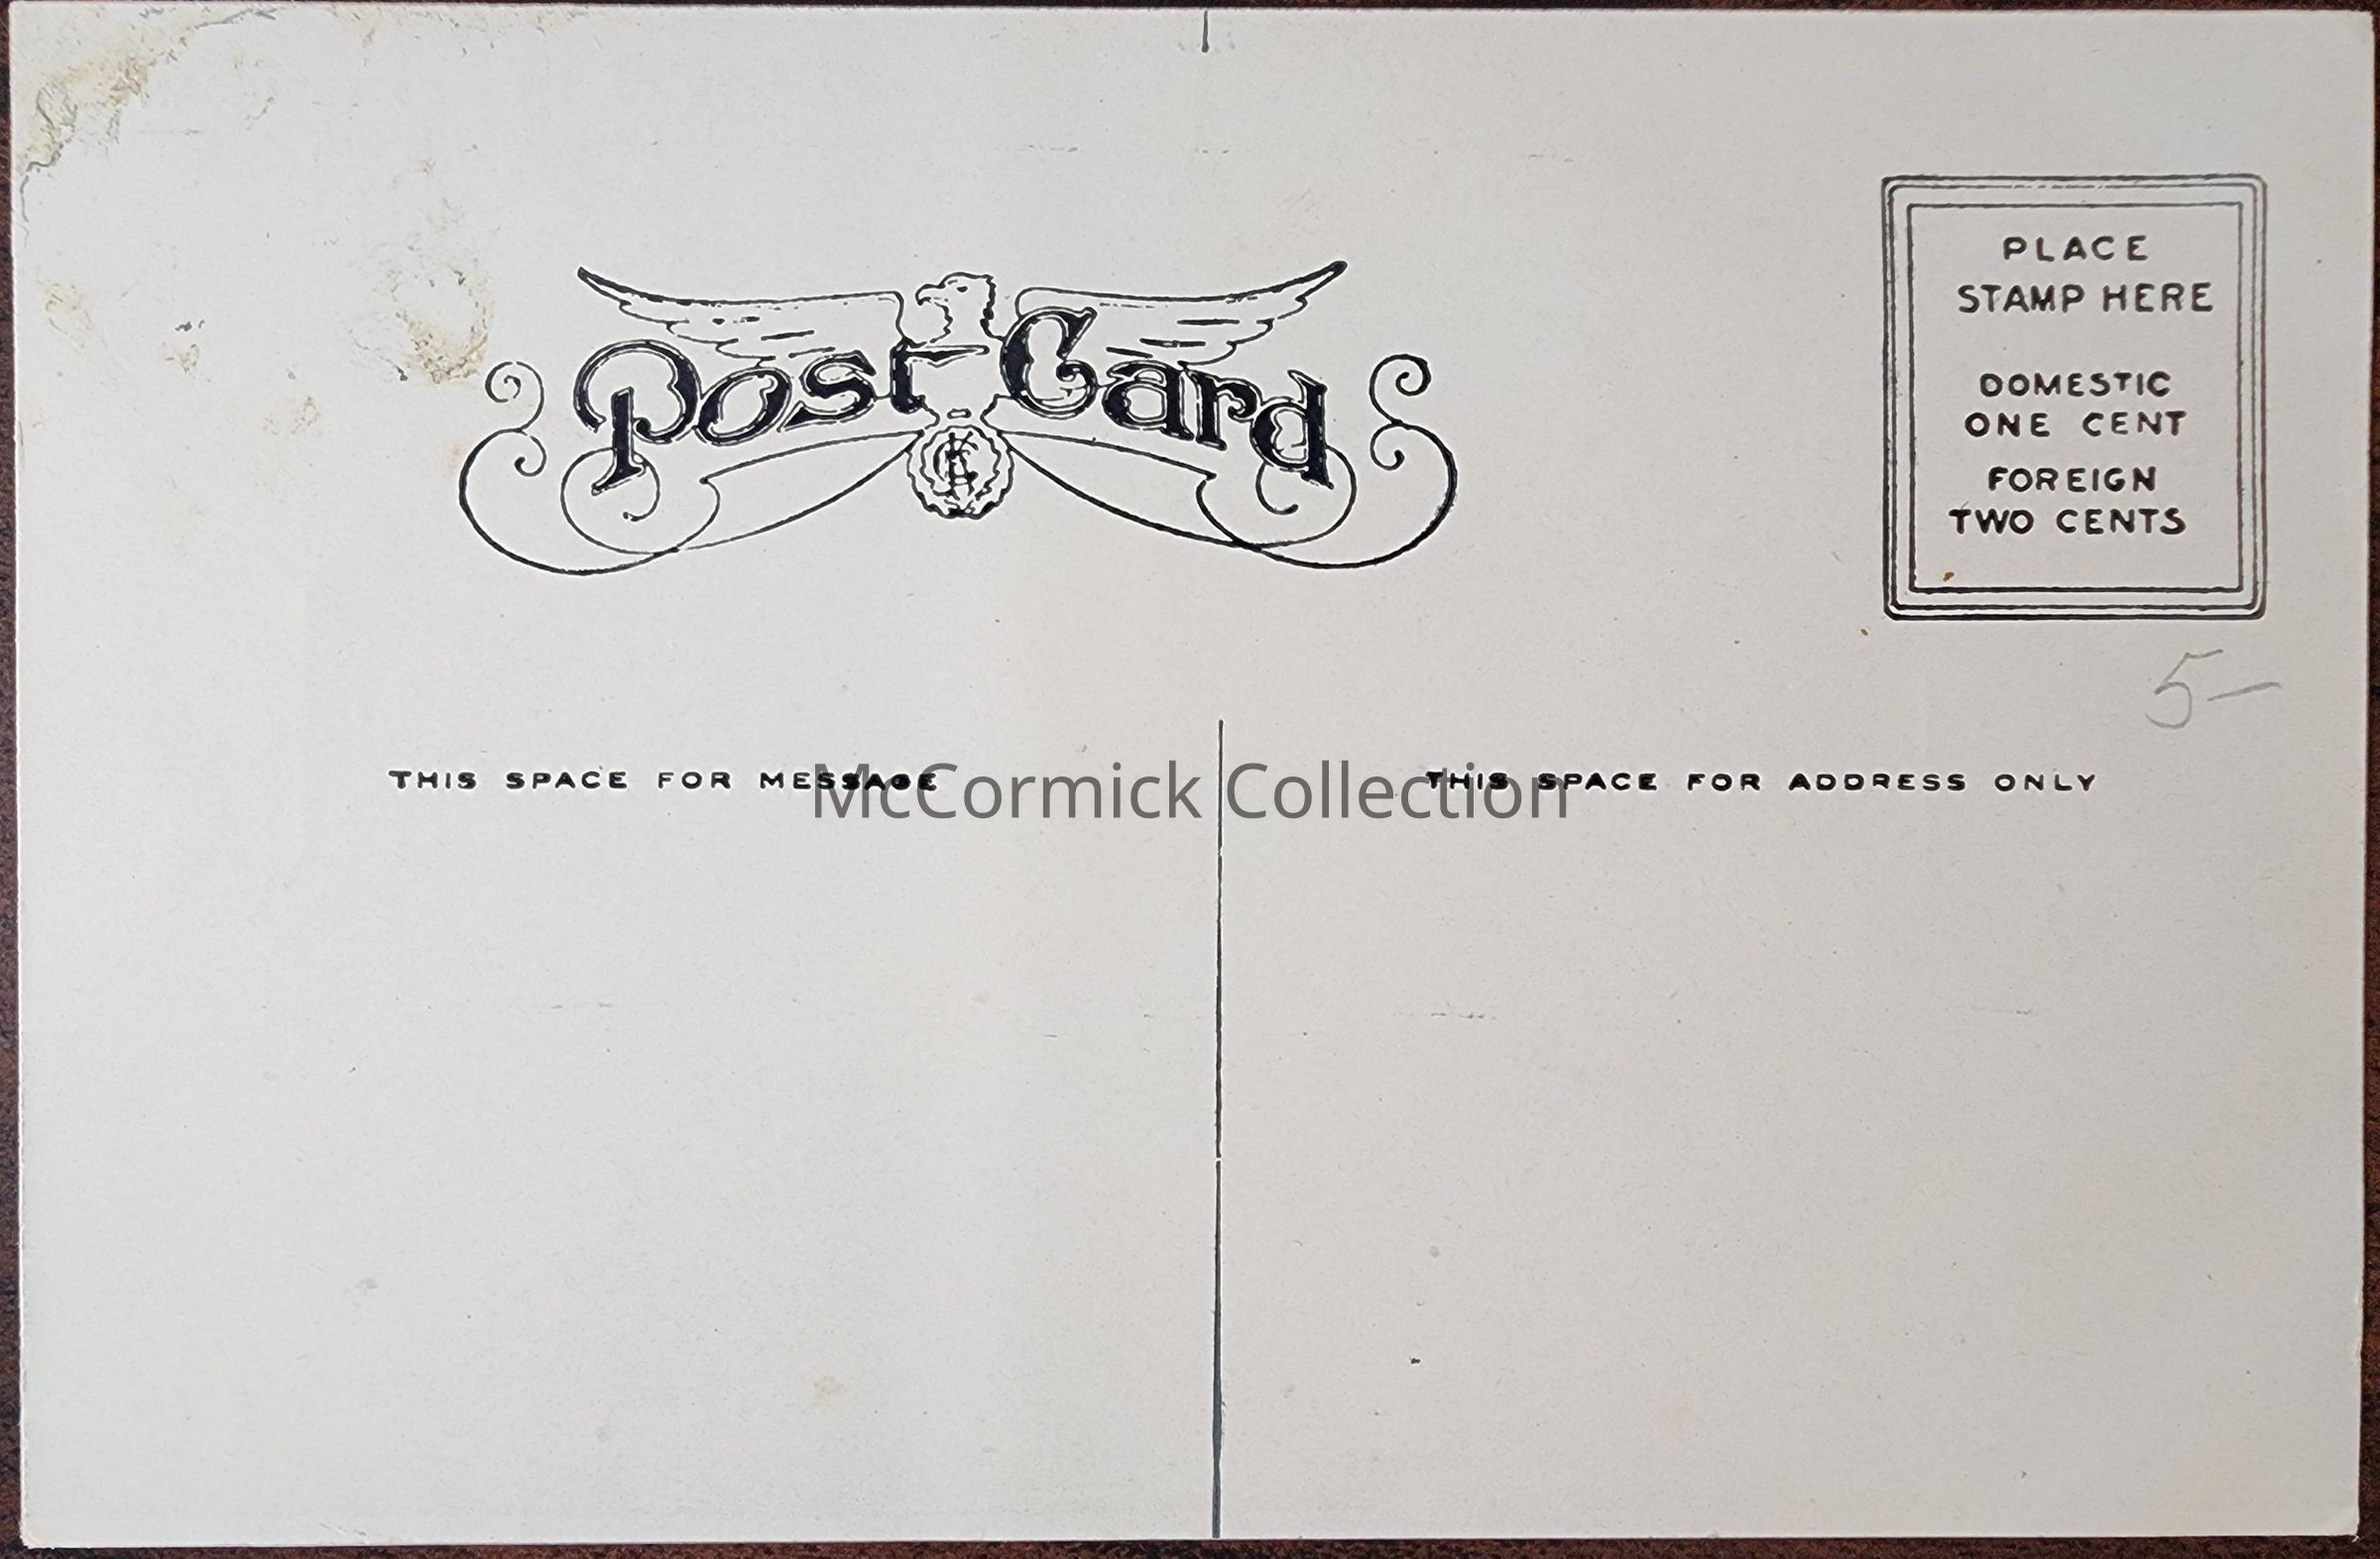 Post Card
PLACE
STAMP HERE
DOMESTIC
ONE CENT
FOREIGN
TWO CENTS
5–
THIS SPACE FOR MESSAGE
THIS SPACE FOR ADDRESS ONLY
McCormick Collection